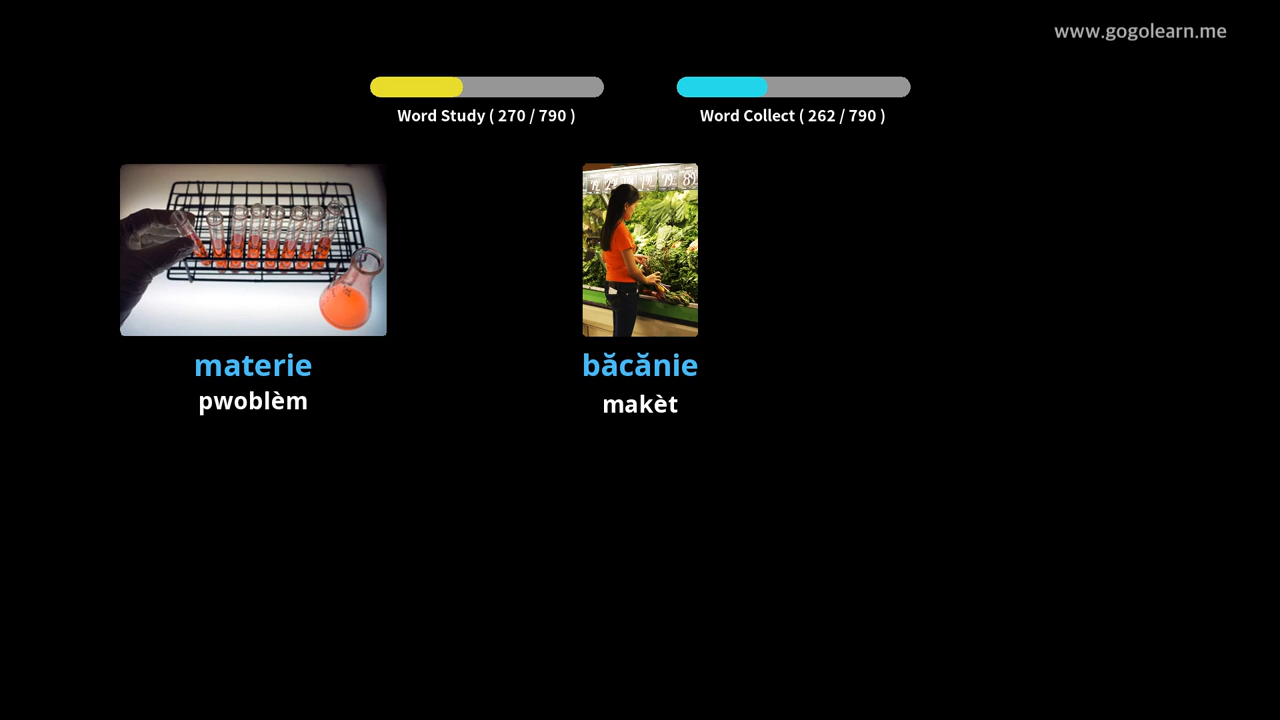 www.gogolearn.me
Word Study ( 270 / 790 )
Word Collect ( 262 / 790 )
materie
pwoblèm
băcănie
makèt